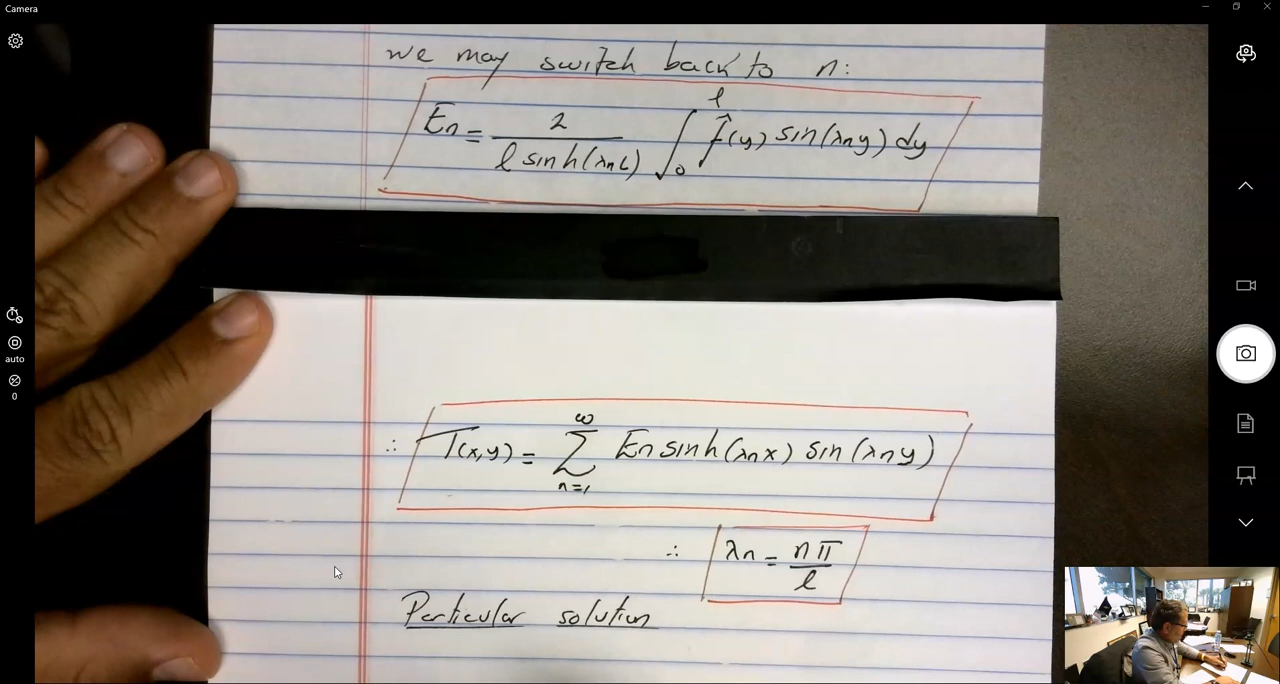 Camera
we may switch back to n:
En = 2 / (l sinh(λnL)) ∫₀^l f̂(y) sin(λny) dy
∴ T(x,y) = ∑_{n=1}^{∞} En sinh(λnx) sin(λny)
∴ λn = nπ / l
auto
0
Particular solution